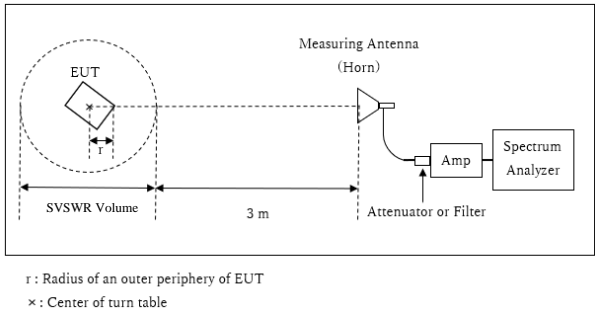 Measuring Antenna
(Horn)
EUT
×
r
Amp
Spectrum
Analyzer
SVSWR Volume
3 m
Attenuator or Filter
r : Radius of an outer periphery of EUT
× : Center of turn table